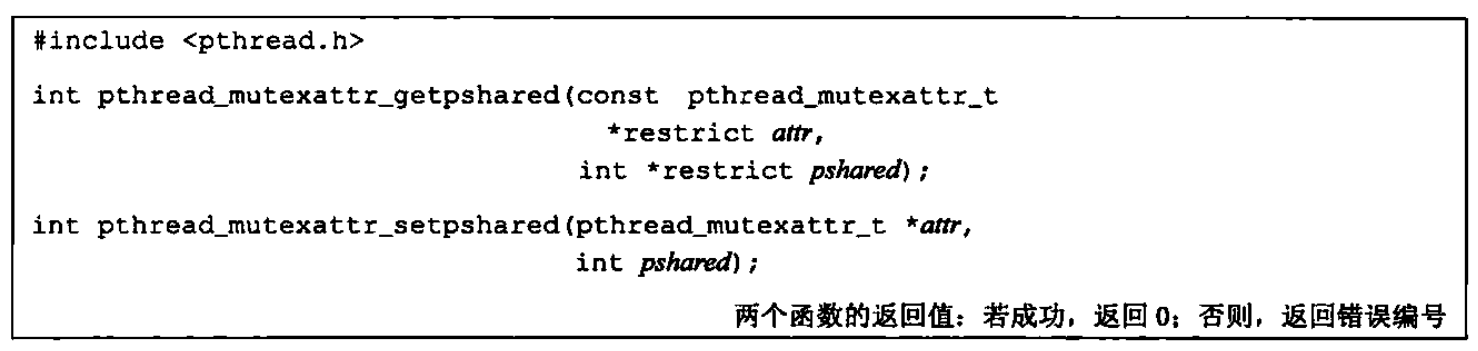 #include <pthread.h>
int pthread_mutexattr_getpshared(const pthread_mutexattr_t
*restrict attr,
int *restrict pshared);
int pthread_mutexattr_setpshared(pthread_mutexattr_t *attr,
int pshared);
两个函数的返回值：若成功，返回 0；否则，返回错误编号